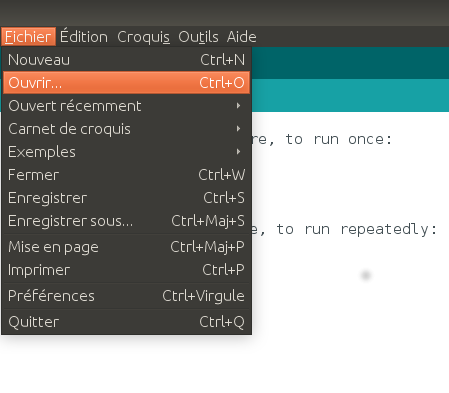 Fichier Édition Croquis Outils Aide
Nouveau Ctrl+N
Ouvrir... Ctrl+O
Ouvert récemment
Carnet de croquis
Exemples
Fermer Ctrl+W
Enregistrer Ctrl+S
Enregistrer sous... Ctrl+Maj+S
Mise en page Ctrl+Maj+P
Imprimer Ctrl+P
Préférences Ctrl+Virgule
Quitter Ctrl+Q
re, to run once:
e, to run repeatedly: